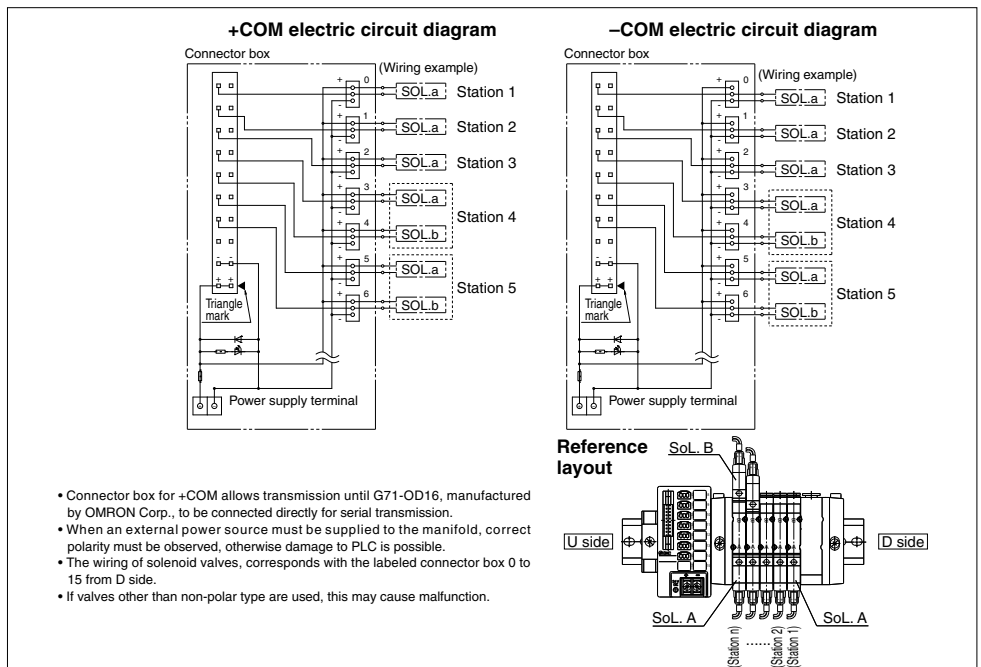 +COM electric circuit diagram
Connector box
(Wiring example)
+ 0
SOL.a Station 1
-
+ 1
SOL.a Station 2
-
+ 2
SOL.a Station 3
-
+ 3
SOL.a
-
Station 4
+ 4
SOL.b
-
+ 5
SOL.a
-
Station 5
+ 6
SOL.b
-
- -
+ +
Triangle
mark
Power supply terminal
–COM electric circuit diagram
Connector box
(Wiring example)
+ 0
SOL.a Station 1
-
+ 1
SOL.a Station 2
-
+ 2
SOL.a Station 3
-
+ 3
SOL.a
-
Station 4
+ 4
SOL.b
-
+ 5
SOL.a
-
Station 5
+ 6
SOL.b
-
- -
+ +
Triangle
mark
Power supply terminal
• Connector box for +COM allows transmission until G71-OD16, manufactured
by OMRON Corp., to be connected directly for serial transmission.
• When an external power source must be supplied to the manifold, correct
polarity must be observed, otherwise damage to PLC is possible.
• The wiring of solenoid valves, corresponds with the labeled connector box 0 to
15 from D side.
• If valves other than non-polar type are used, this may cause malfunction.
Reference
layout
SoL. B
U side
D side
SoL. A
SoL. A
(Station n)
......
(Station 2)
(Station 1)